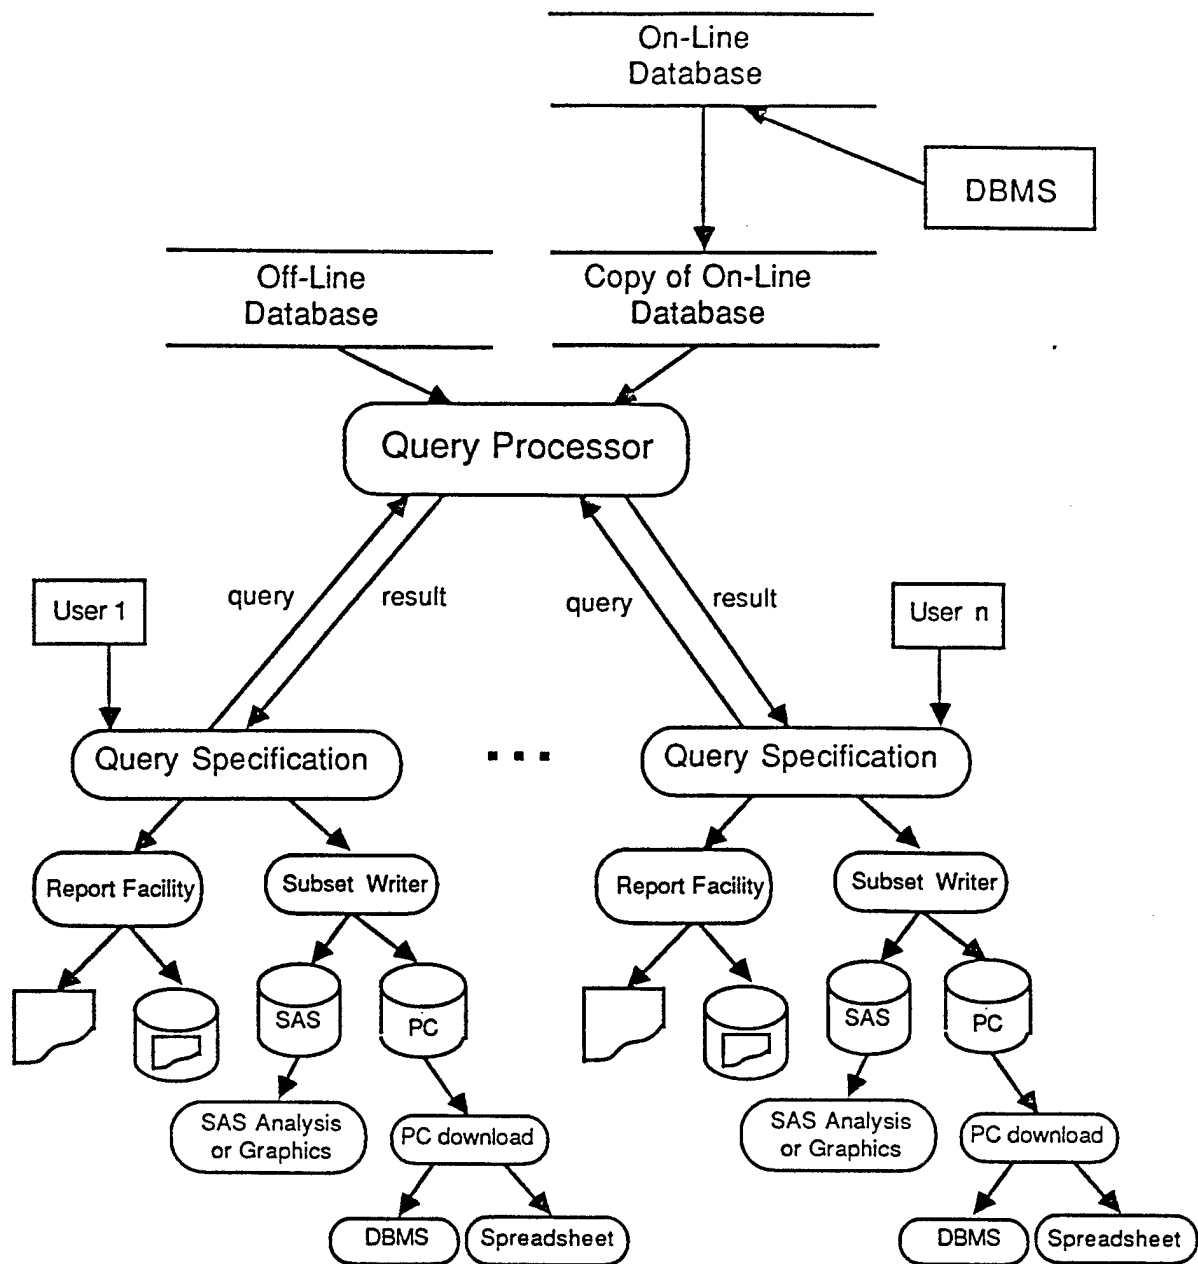 On-Line
Database
DBMS
Off-Line
Database
Copy of On-Line
Database
Query Processor
User 1
query
result
query
result
User n
Query Specification
...
Query Specification
Report Facility
Subset Writer
Report Facility
Subset Writer
SAS
PC
SAS
PC
SAS Analysis
or Graphics
PC download
SAS Analysis
or Graphics
PC download
DBMS
Spreadsheet
DBMS
Spreadsheet